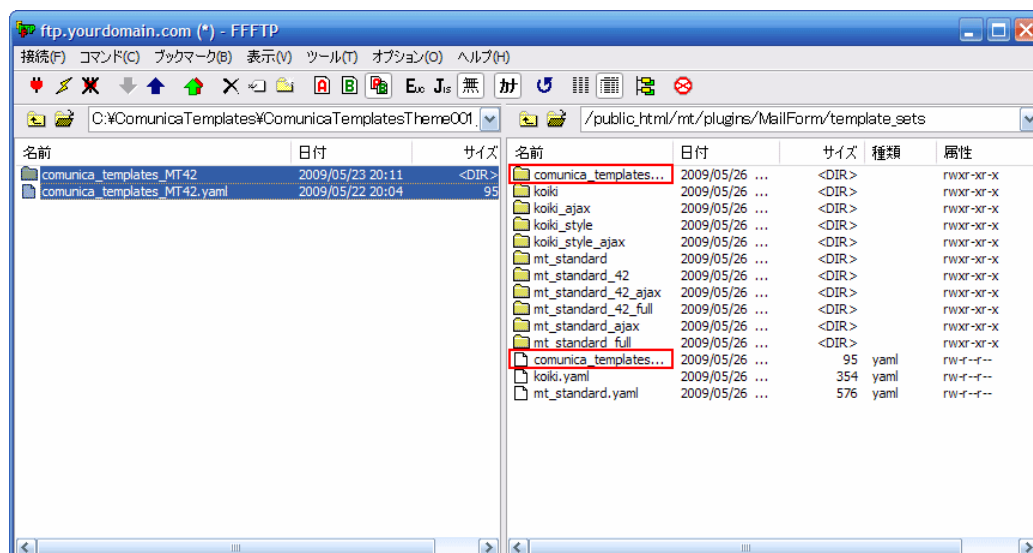 ftp.yourdomain.com (*) - FFFTP
接続(F) コマンド(C) ブックマーク(B) 表示(V) ツール(T) オプション(O) ヘルプ(H)
A B Euc Jis 無 カナ
C:¥ComunicaTemplates¥ComunicaTemplatesTheme001
/public_html/mt/plugins/MailForm/template_sets
名前 日付 サイズ
comunica_templates_MT42 2009/05/23 20:11 <DIR>
comunica_templates_MT42.yaml 2009/05/22 20:04 95
名前 日付 サイズ 種類 属性
comunica_templates... 2009/05/26 ... <DIR> rwxr-xr-x
koiki 2009/05/26 ... <DIR> rwxr-xr-x
koiki_ajax 2009/05/26 ... <DIR> rwxr-xr-x
koiki_style 2009/05/26 ... <DIR> rwxr-xr-x
koiki_style_ajax 2009/05/26 ... <DIR> rwxr-xr-x
mt_standard 2009/05/26 ... <DIR> rwxr-xr-x
mt_standard_42 2009/05/26 ... <DIR> rwxr-xr-x
mt_standard_42_ajax 2009/05/26 ... <DIR> rwxr-xr-x
mt_standard_42_full 2009/05/26 ... <DIR> rwxr-xr-x
mt_standard_ajax 2009/05/26 ... <DIR> rwxr-xr-x
mt_standard_full 2009/05/26 ... <DIR> rwxr-xr-x
comunica_templates... 2009/05/26 ... 95 yaml rw-r--r--
koiki.yaml 2009/05/26 ... 354 yaml rw-r--r--
mt_standard.yaml 2009/05/26 ... 576 yaml rw-r--r--